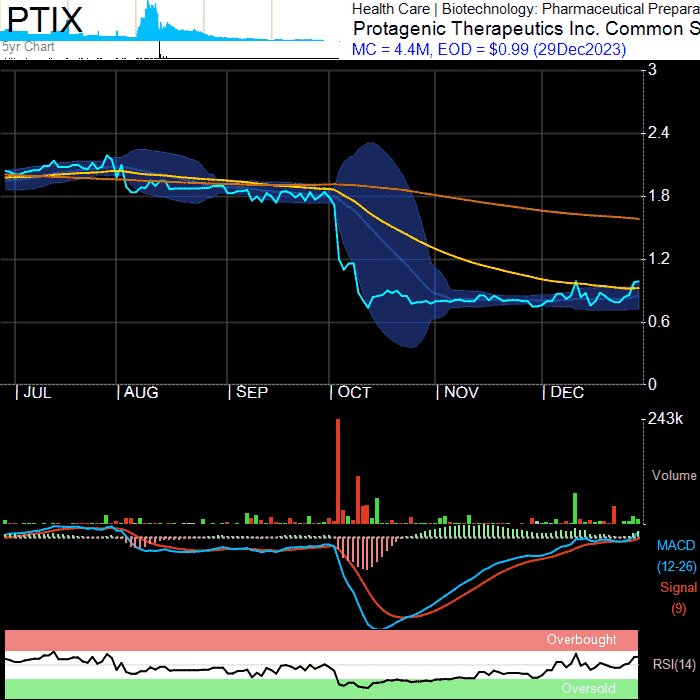 PTIX
5yr Chart
Health Care | Biotechnology: Pharmaceutical Prepara
Protagenic Therapeutics Inc. Common S
MC = 4.4M, EOD = $0.99 (29Dec2023)
3
2.4
1.8
1.2
0.6
0
JUL AUG SEP OCT NOV DEC
243k
Volume
MACD
(12-26)
Signal
(9)
Overbought
RSI(14)
Oversold